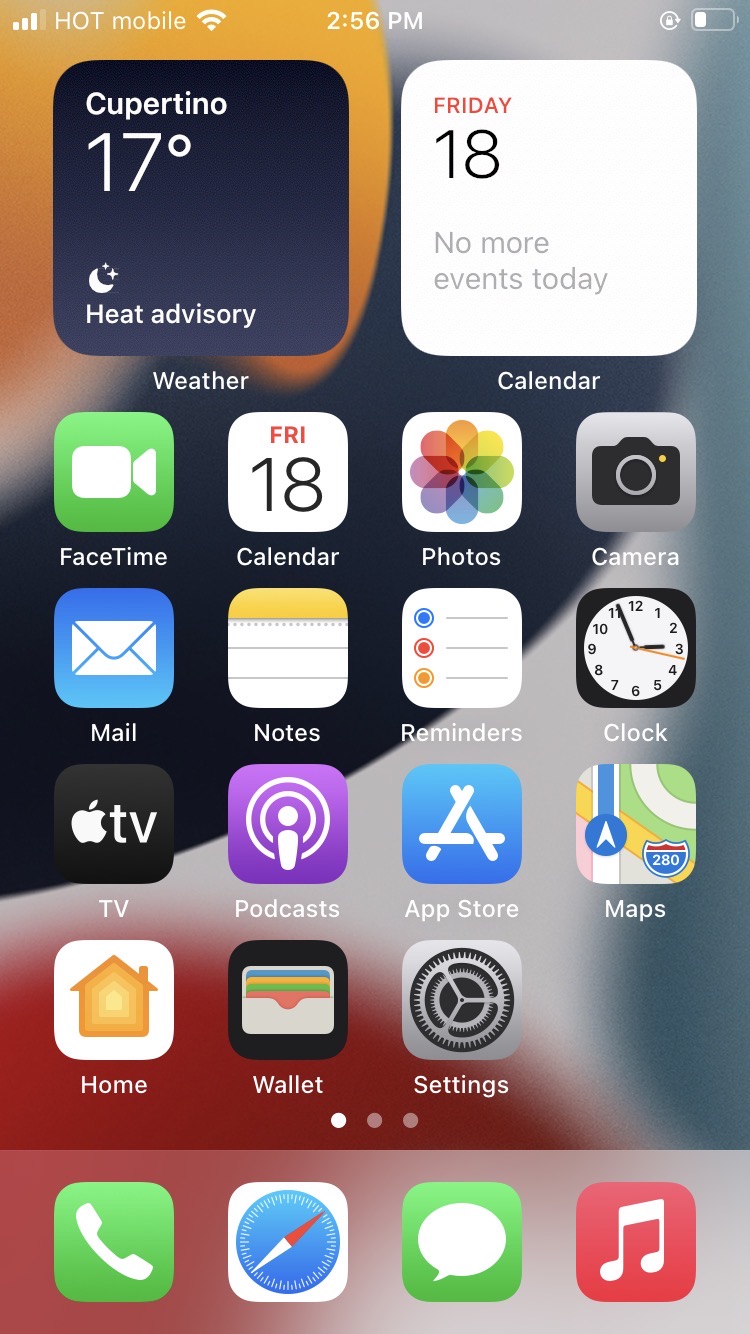 HOT mobile 2:56 PM
Cupertino
17°
Heat advisory
Weather
FRIDAY
18
No more
events today
Calendar
FRI
18
FaceTime Calendar Photos Camera
12
1
2
3
4
5
6
7
8
9
10
11
Mail Notes Reminders Clock
tv
280
TV Podcasts App Store Maps
Home Wallet Settings